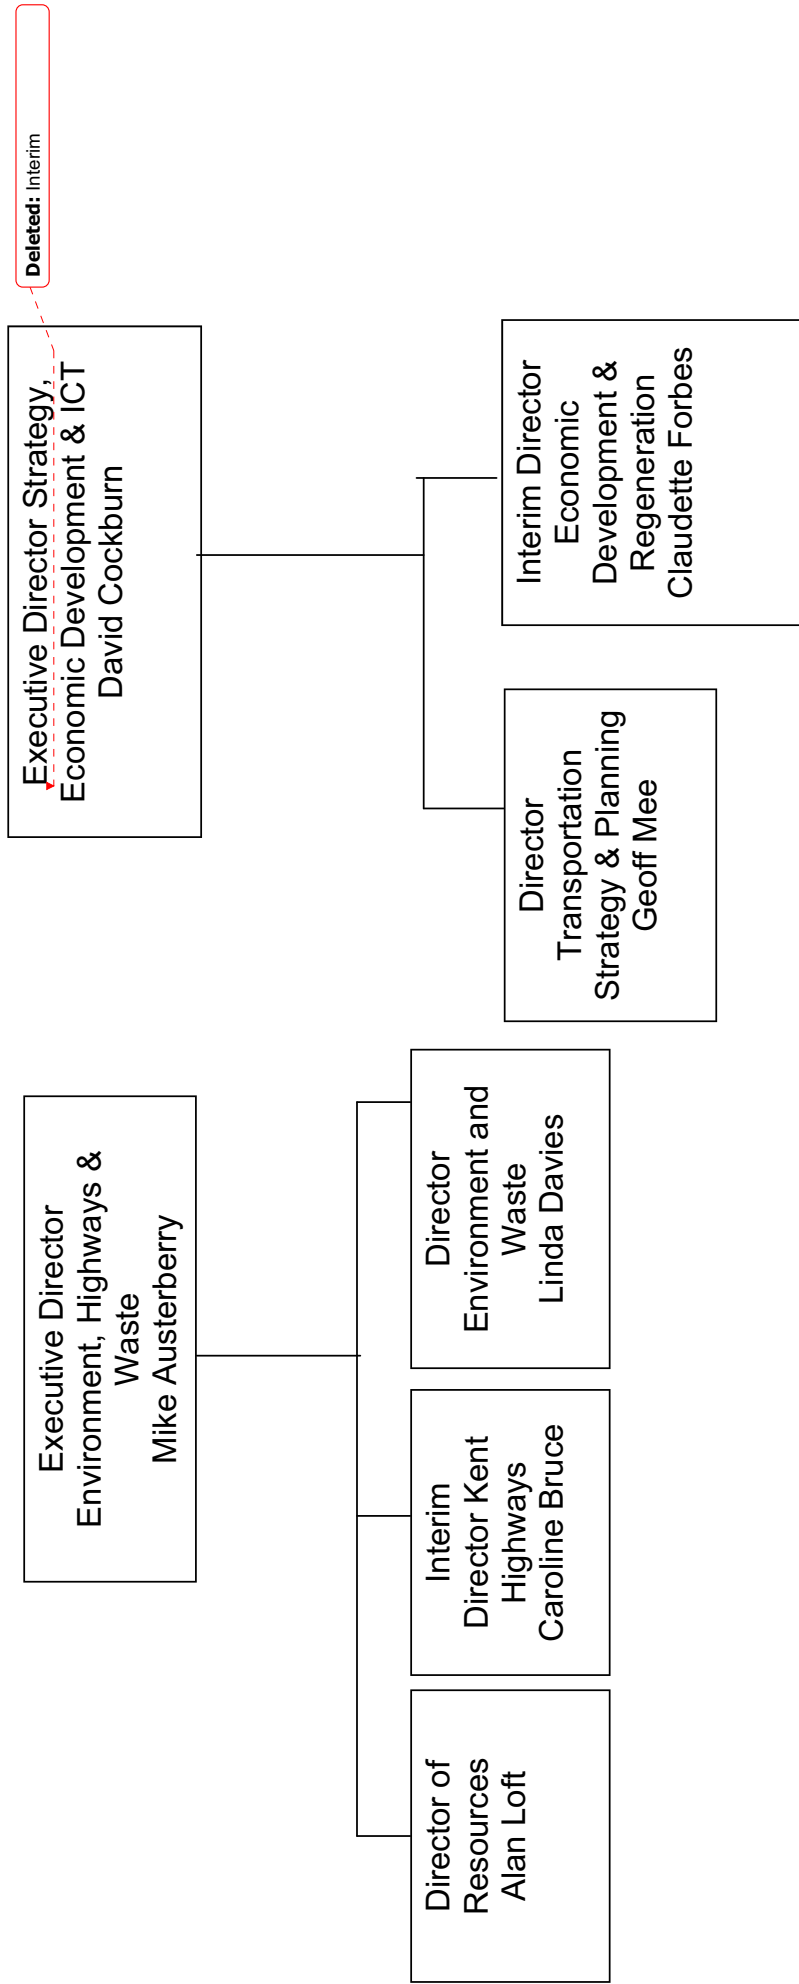 Executive Director
Environment, Highways &
Waste
Mike Austerberry
Executive Director Strategy,
Economic Development & ICT
David Cockburn
Deleted: Interim
Director of
Resources
Alan Loft
Interim
Director Kent
Highways
Caroline Bruce
Director
Environment and
Waste
Linda Davies
Director
Transportation
Strategy & Planning
Geoff Mee
Interim Director
Economic
Development &
Regeneration
Claudette Forbes